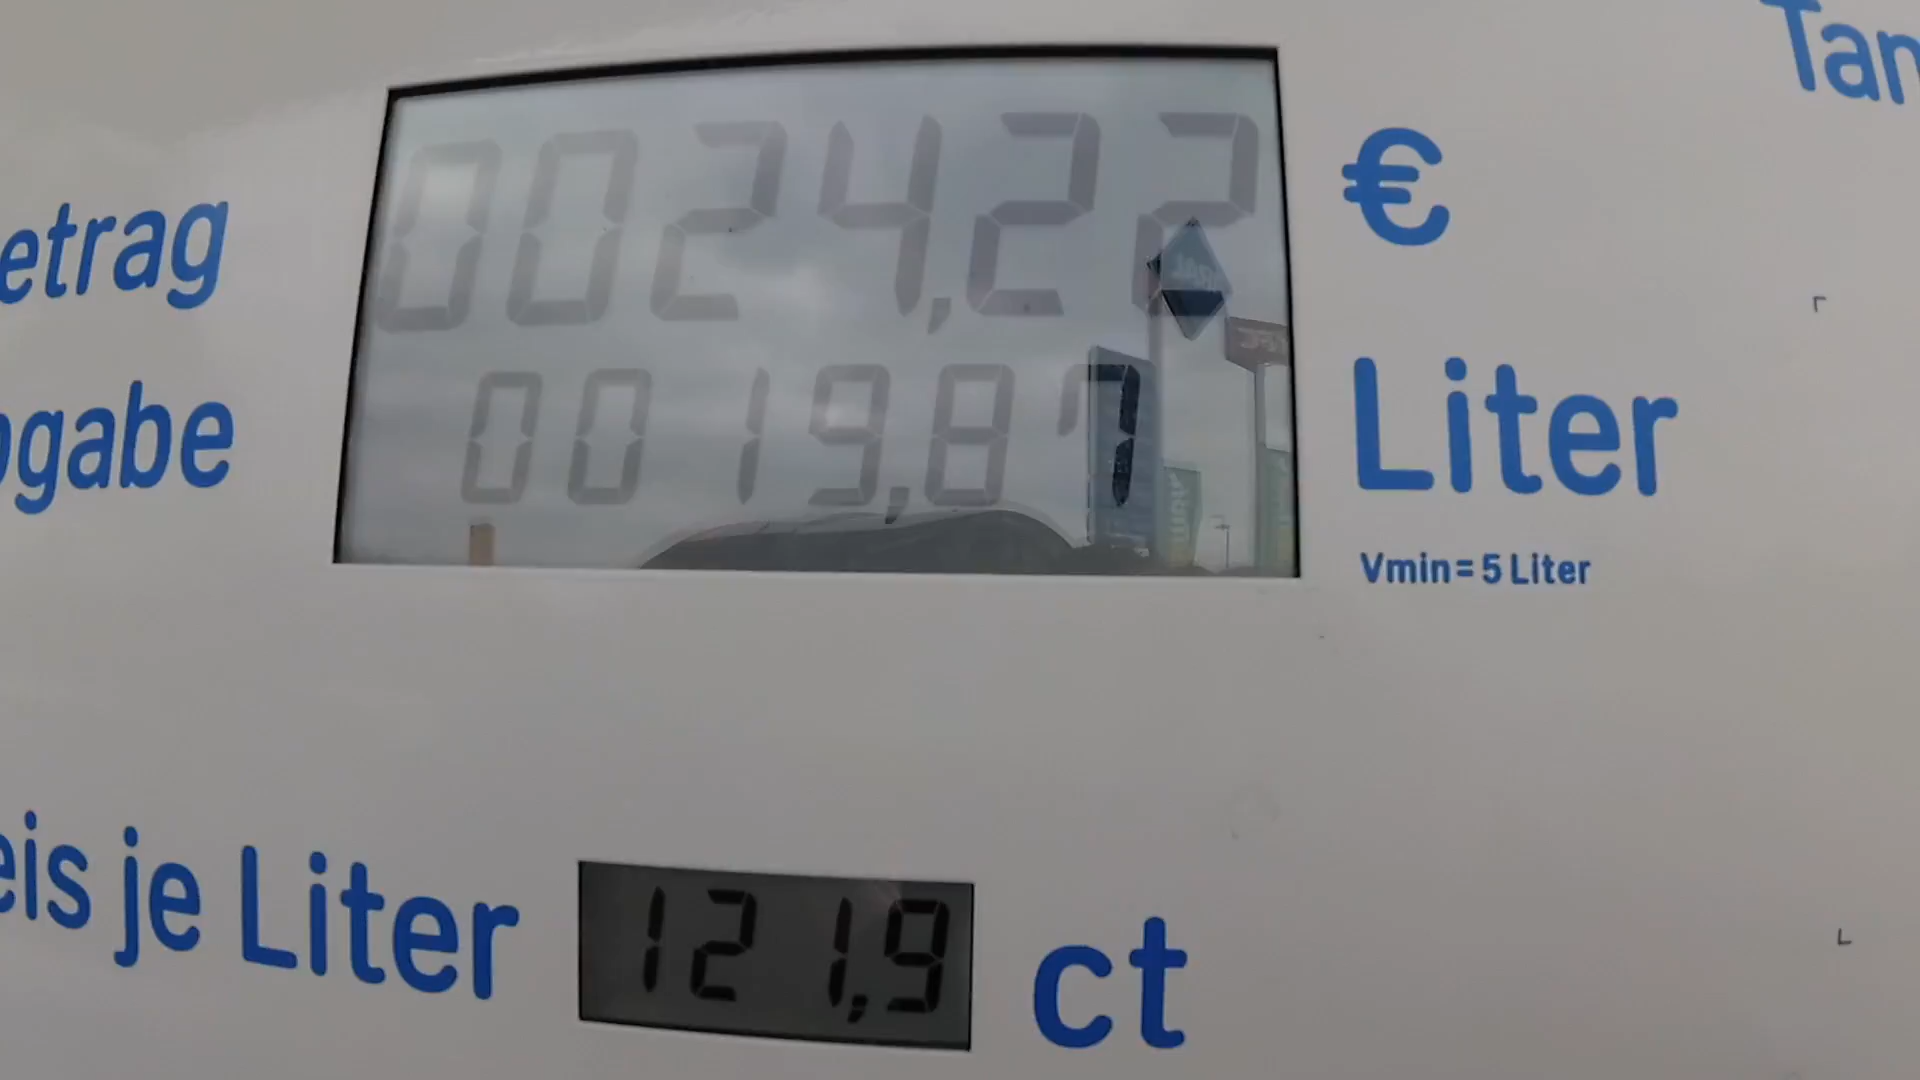 Tan
etrag 0024,22 €
gabe 0019,87 Liter
Vmin= 5 Liter
eis je Liter 121,9 ct